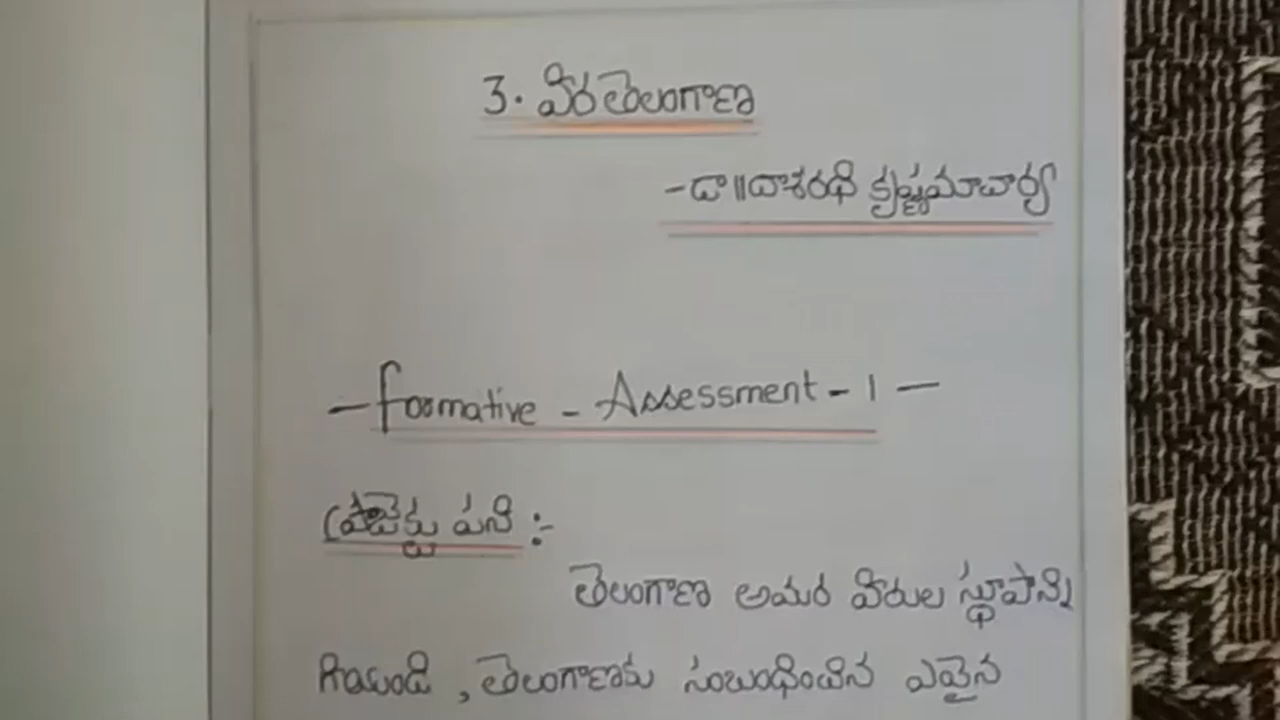 3. వీర తెలంగాణ
- డా॥దాశరథి కృష్ణమాచార్య
- Formative - Assessment - 1 -
ప్రాజెక్టు పని :-
తెలంగాణ అమర వీరుల స్థూపాన్ని
గీయండి , తెలంగాణకు సంబంధించిన ఎవైన